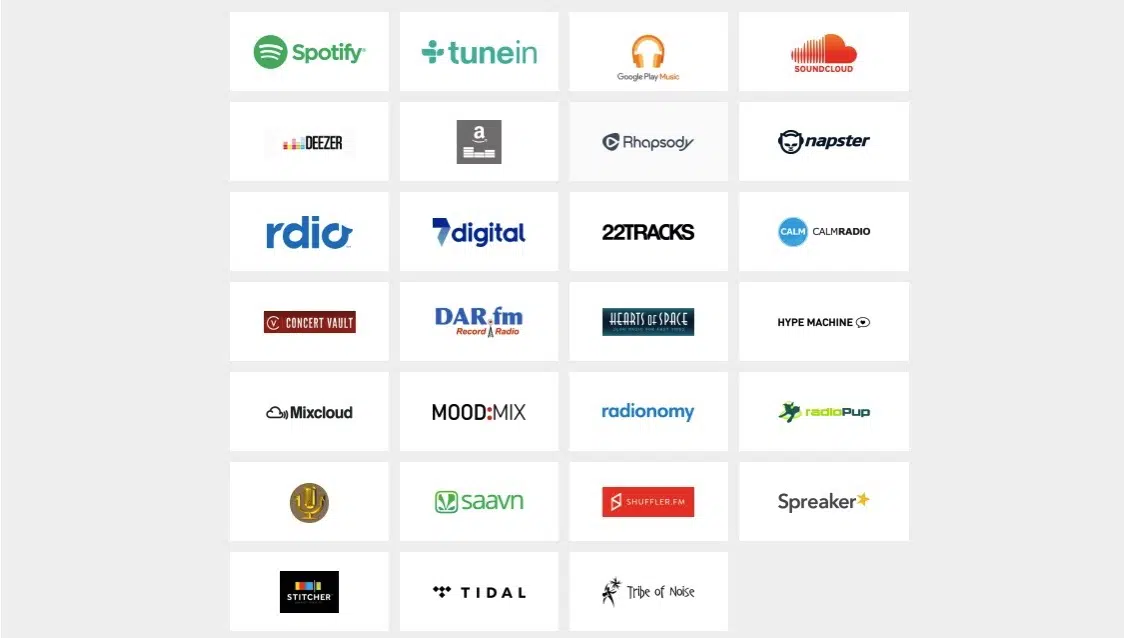 Spotify®
tunein
Google Play Music
SOUNDCLOUD
DEEZER
a
Rhapsody
napster
rdio
7digital
22TRACKS
CALM CALMRADIO
V CONCERT VAULT
DAR.fm
Record Radio
HEARTS of SPACE
HYPE MACHINE
Mixcloud
MOOD:MIX
radionomy
radioPup
saavn
SHUFFLER.FM
Spreaker
STITCHER
TIDAL
Tribe of Noise